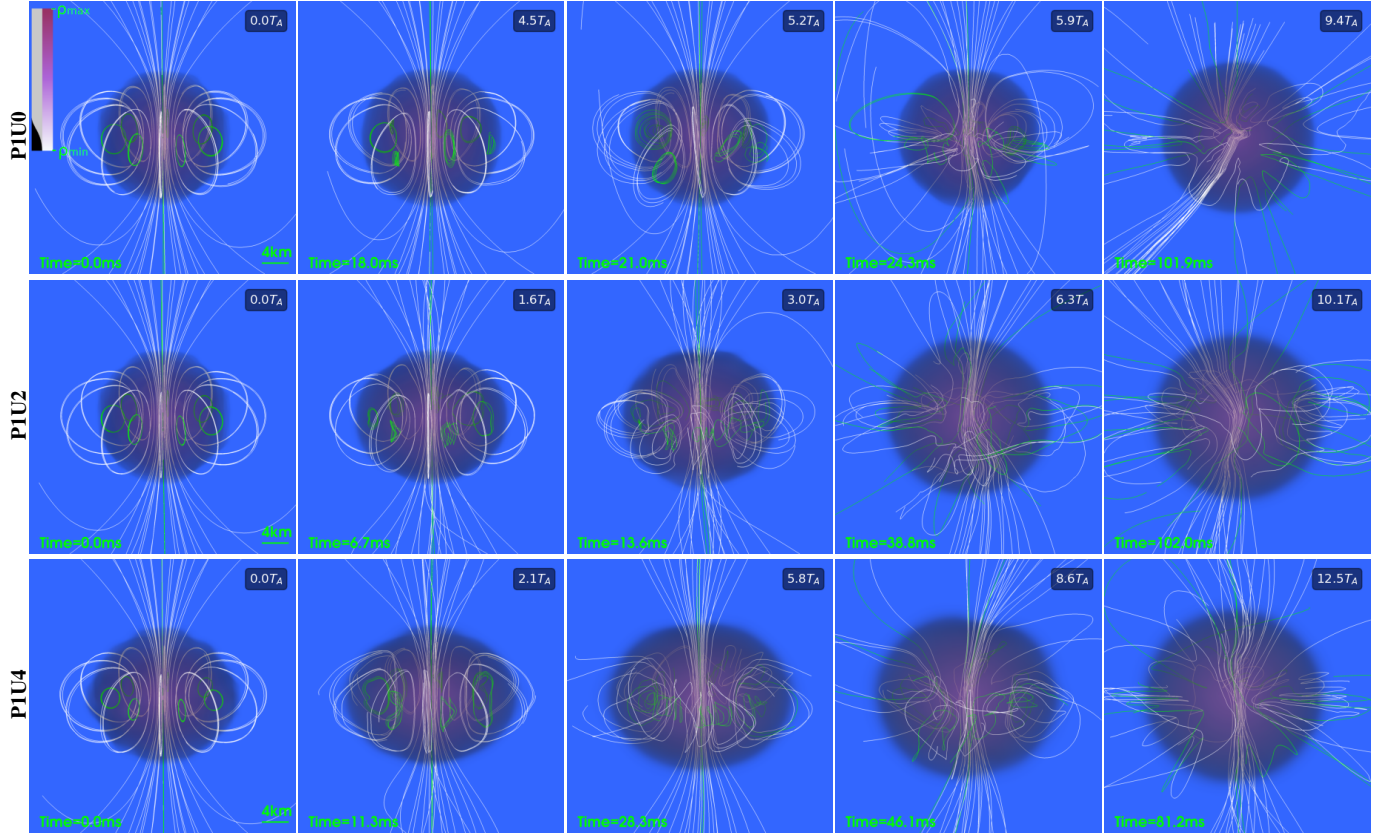 ρmax
ρmin
P1U0
0.0T_A
4.5T_A
5.2T_A
5.9T_A
9.4T_A
Time=0.0ms
4km
Time=18.0ms
Time=21.0ms
Time=24.3ms
Time=101.9ms
P1U2
0.0T_A
1.6T_A
3.0T_A
6.3T_A
10.1T_A
Time=0.0ms
4km
Time=6.7ms
Time=13.6ms
Time=38.8ms
Time=102.0ms
P1U4
0.0T_A
2.1T_A
5.8T_A
8.6T_A
12.5T_A
Time=0.0ms
4km
Time=11.3ms
Time=28.3ms
Time=46.1ms
Time=81.2ms